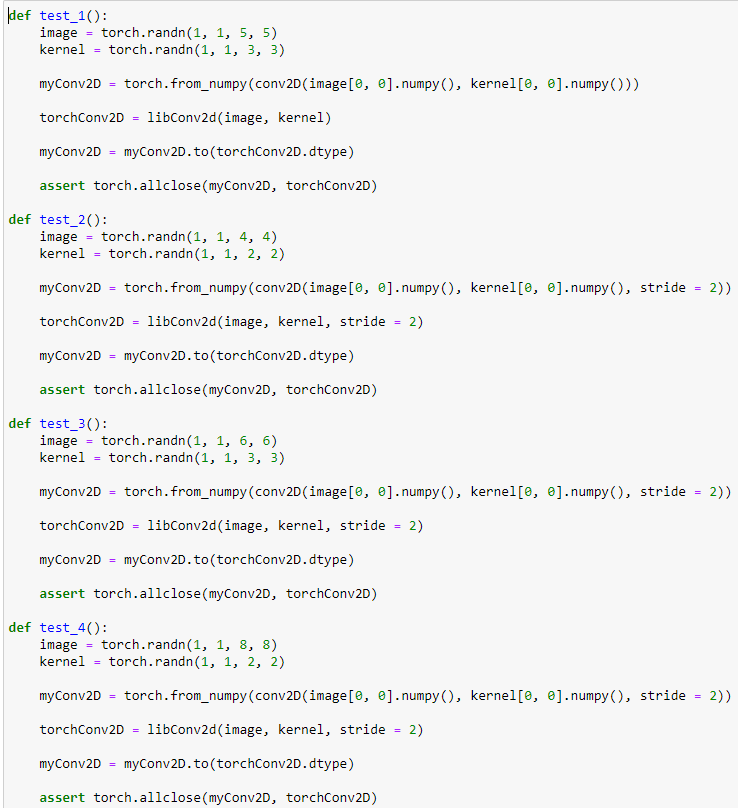 def test_1():
    image = torch.randn(1, 1, 5, 5)
    kernel = torch.randn(1, 1, 3, 3)

    myConv2D = torch.from_numpy(conv2D(image[0, 0].numpy(), kernel[0, 0].numpy()))

    torchConv2D = libConv2d(image, kernel)

    myConv2D = myConv2D.to(torchConv2D.dtype)

    assert torch.allclose(myConv2D, torchConv2D)

def test_2():
    image = torch.randn(1, 1, 4, 4)
    kernel = torch.randn(1, 1, 2, 2)

    myConv2D = torch.from_numpy(conv2D(image[0, 0].numpy(), kernel[0, 0].numpy(), stride = 2))

    torchConv2D = libConv2d(image, kernel, stride = 2)

    myConv2D = myConv2D.to(torchConv2D.dtype)

    assert torch.allclose(myConv2D, torchConv2D)

def test_3():
    image = torch.randn(1, 1, 6, 6)
    kernel = torch.randn(1, 1, 3, 3)

    myConv2D = torch.from_numpy(conv2D(image[0, 0].numpy(), kernel[0, 0].numpy(), stride = 2))

    torchConv2D = libConv2d(image, kernel, stride = 2)

    myConv2D = myConv2D.to(torchConv2D.dtype)

    assert torch.allclose(myConv2D, torchConv2D)

def test_4():
    image = torch.randn(1, 1, 8, 8)
    kernel = torch.randn(1, 1, 2, 2)

    myConv2D = torch.from_numpy(conv2D(image[0, 0].numpy(), kernel[0, 0].numpy(), stride = 2))

    torchConv2D = libConv2d(image, kernel, stride = 2)

    myConv2D = myConv2D.to(torchConv2D.dtype)

    assert torch.allclose(myConv2D, torchConv2D)